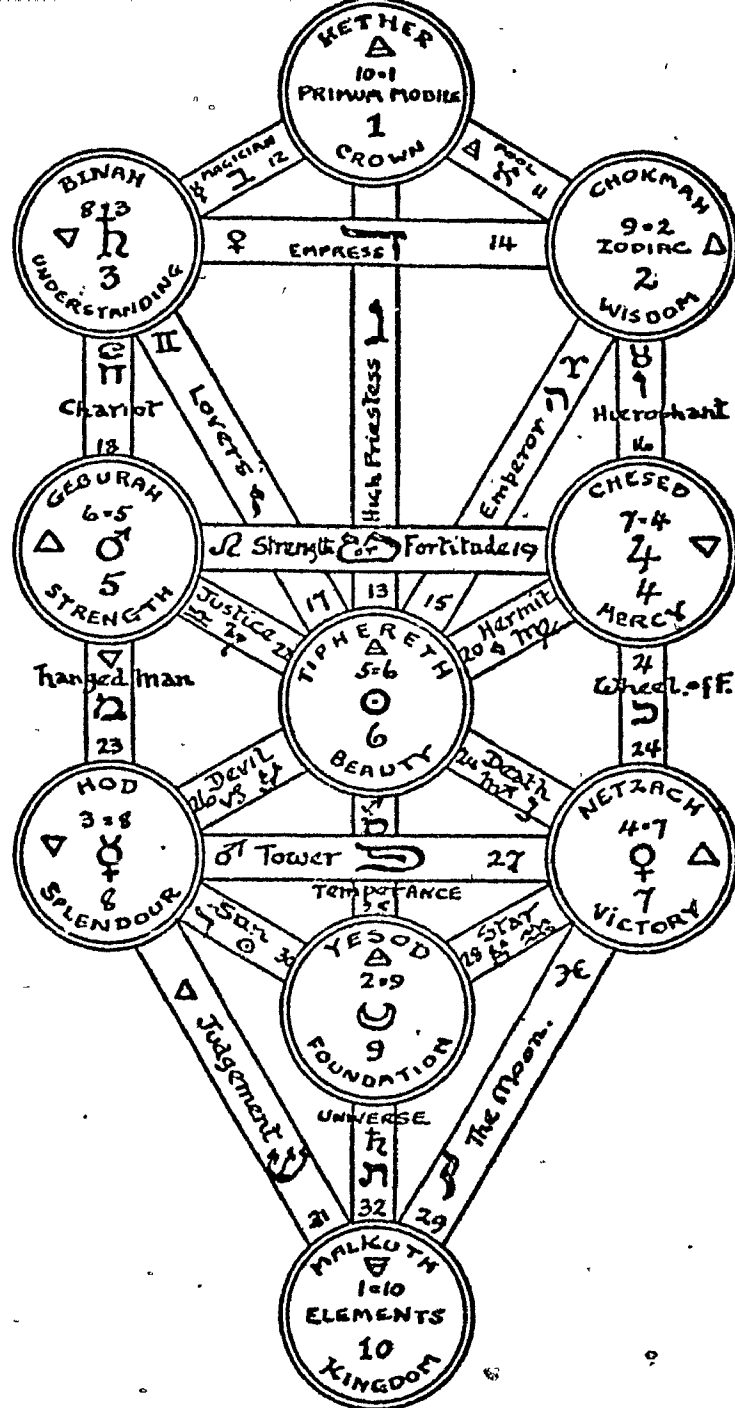 KETHER
🜁
10=1
PRIMUM MOBILE
1
CROWN
☿ MAGICIAN 12
🜁 FOOL א 11
BINAH
8=3
▽ ♄
3
UNDERSTANDING
CHOKMAH
9=2
ZODIAC △
2
WISDOM
♀ EMPRESS ד 14
♋
ח
Chariot
18
♊
Lovers ז
17
High Priestess
13
♈
Emperor ה
15
♉
ו
Hierophant
16
GEBURAH
6=5
△ ♂
5
STRENGTH
CHESED
7=4
♃ ▽
4
MERCY
♌ Strength or Fortitude 19
Justice 22
♎ ל
20 Hermit
י ♍
TIPHERETH
🜁
5=6
☉
6
BEAUTY
▽
Hanged man
מ
23
♃
Wheel.of F.
כ
24
26 Devil
♑ ע
24 Death
♏ נ
HOD
3=8
▽ ☿
8
SPLENDOUR
NETZACH
4=7
♀ △
7
VICTORY
♐
♂ Tower פ 27
TEMPERANCE
Sun 30
ר ☉
28 STAR
♒
YESOD
🜁
2=9
☾
9
FOUNDATION
△
Judgement ש
31
UNIVERSE
♄
ת
32
♓
The Moon.
ק
29
MALKUTH
🜃
1=10
ELEMENTS
10
KINGDOM